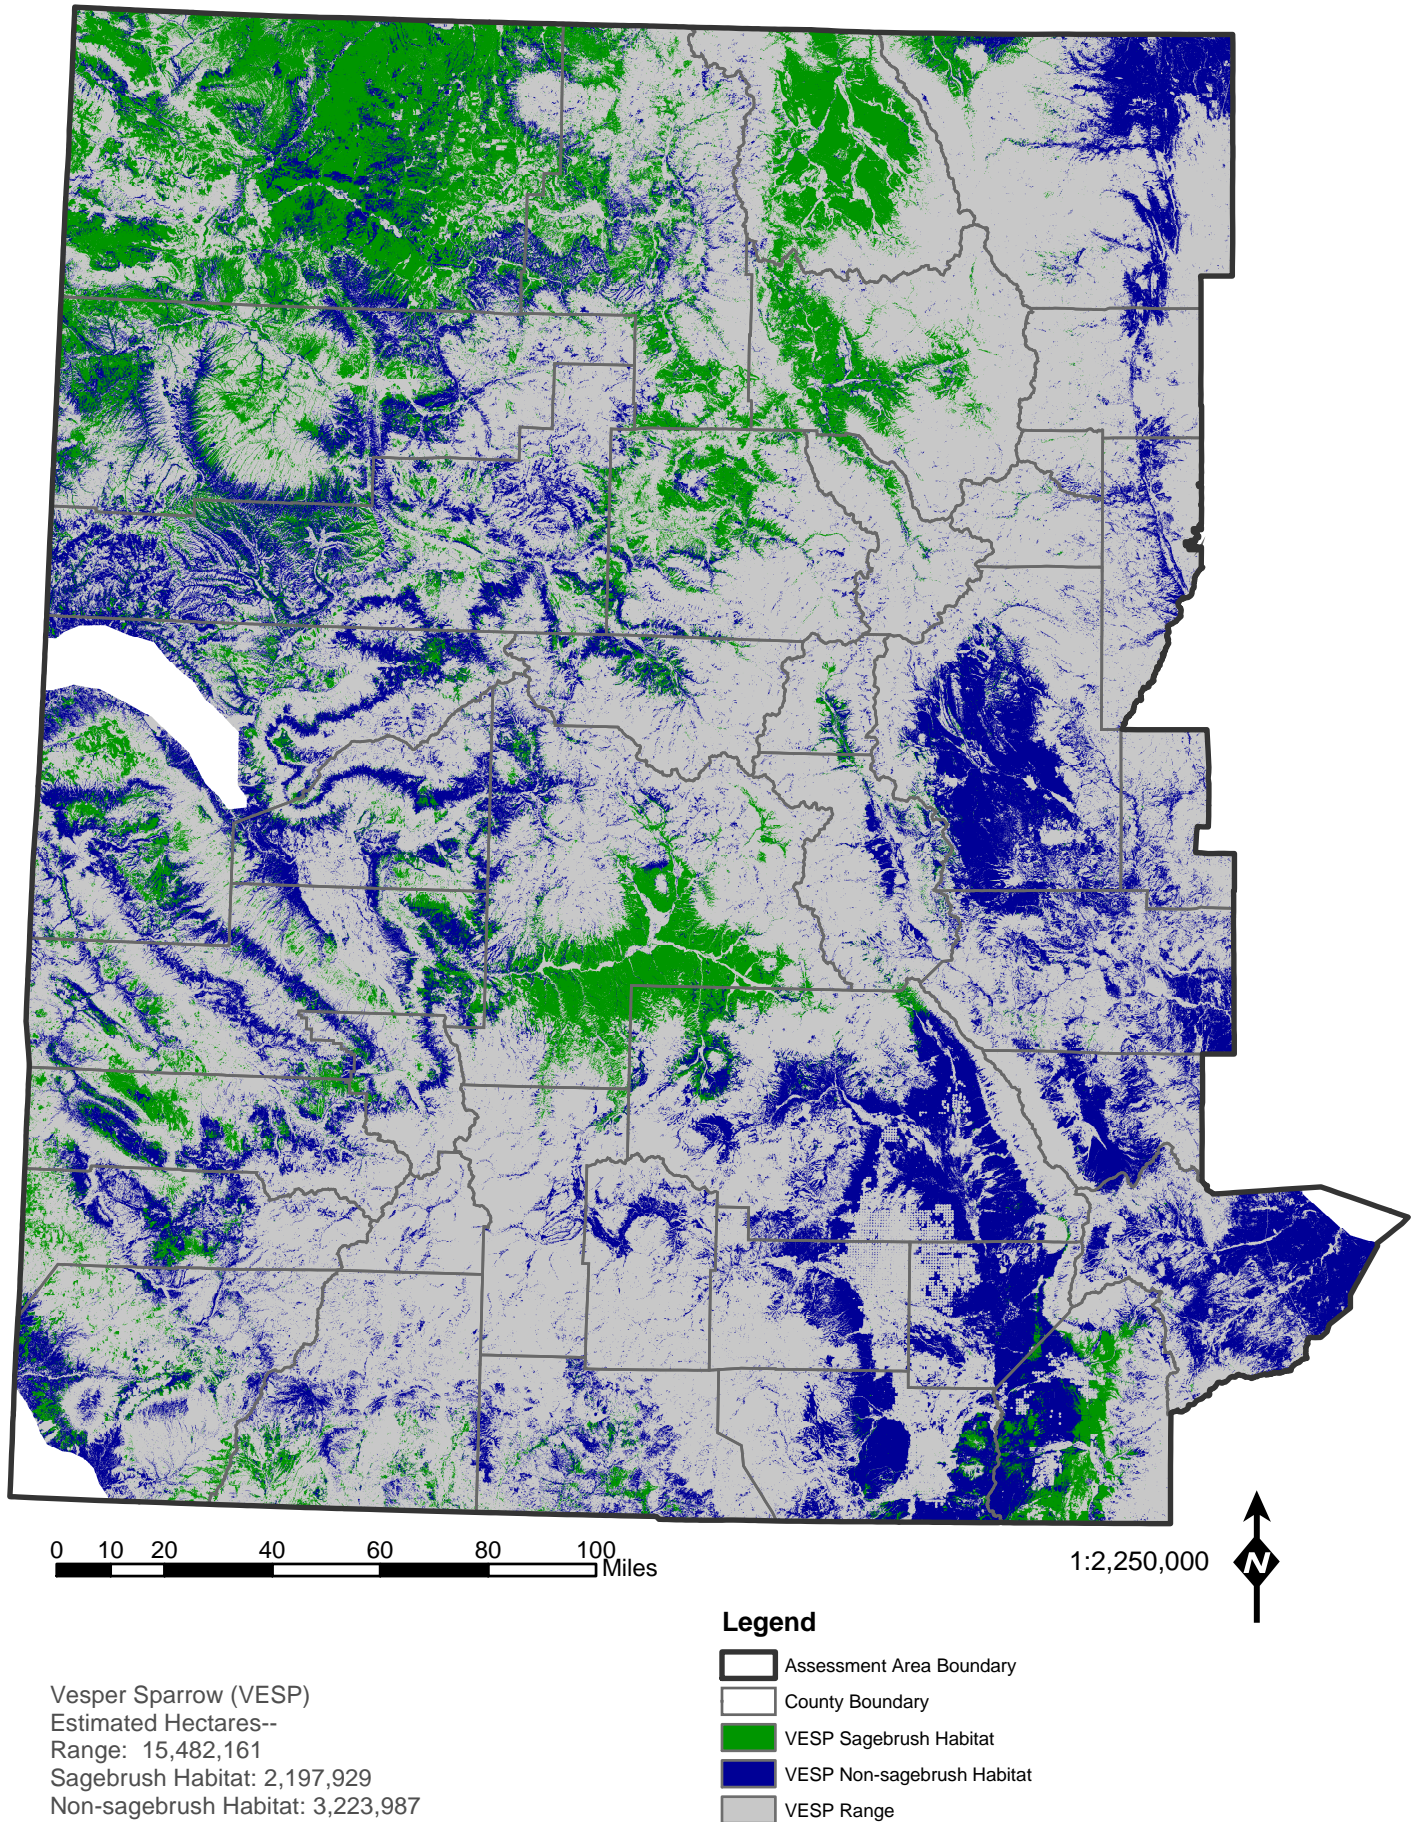 0 10 20 40 60 80 100
Miles
1:2,250,000
N
Legend
Assessment Area Boundary
County Boundary
VESP Sagebrush Habitat
VESP Non-sagebrush Habitat
VESP Range
Vesper Sparrow (VESP)
Estimated Hectares--
Range: 15,482,161
Sagebrush Habitat: 2,197,929
Non-sagebrush Habitat: 3,223,987